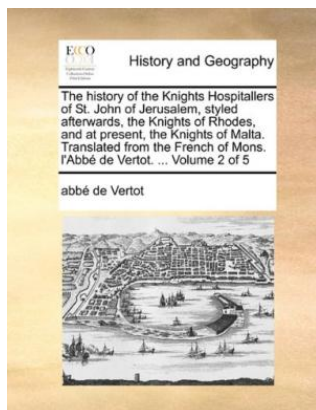 ECCO
History and Geography
The history of the Knights Hospitallers
of St. John of Jerusalem, styled
afterwards, the Knights of Rhodes,
and at present, the Knights of Malta.
Translated from the French of Mons.
l'Abbé de Vertot. ... Volume 2 of 5
abbé de Vertot